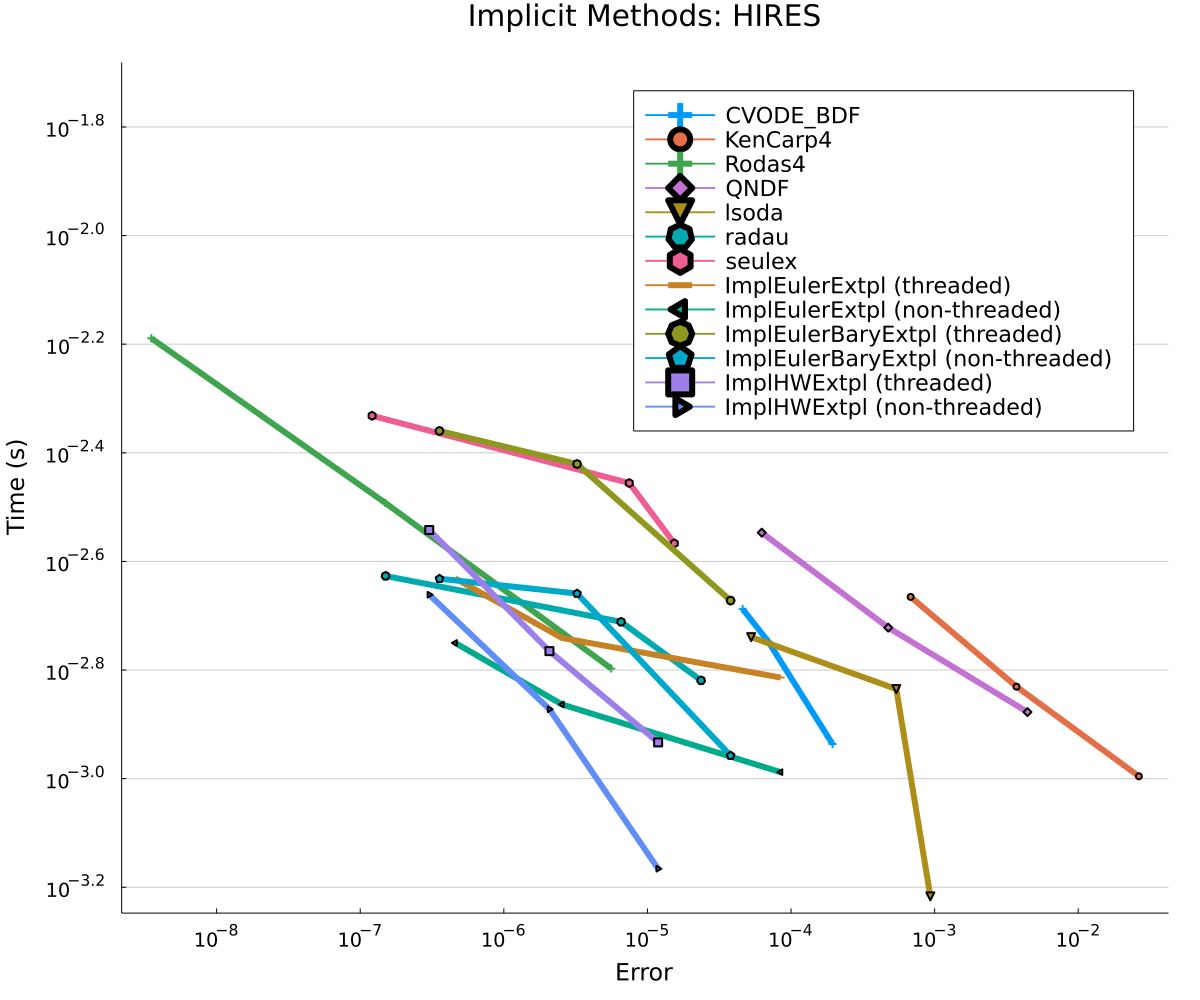 Implicit Methods: HIRES
CVODE_BDF
KenCarp4
Rodas4
QNDF
lsoda
radau
seulex
ImplEulerExtpl (threaded)
ImplEulerExtpl (non-threaded)
ImplEulerBaryExtpl (threaded)
ImplEulerBaryExtpl (non-threaded)
ImplHWExtpl (threaded)
ImplHWExtpl (non-threaded)
Time (s)
10^−1.8
10^−2.0
10^−2.2
10^−2.4
10^−2.6
10^−2.8
10^−3.0
10^−3.2
10^−8 10^−7 10^−6 10^−5 10^−4 10^−3 10^−2
Error